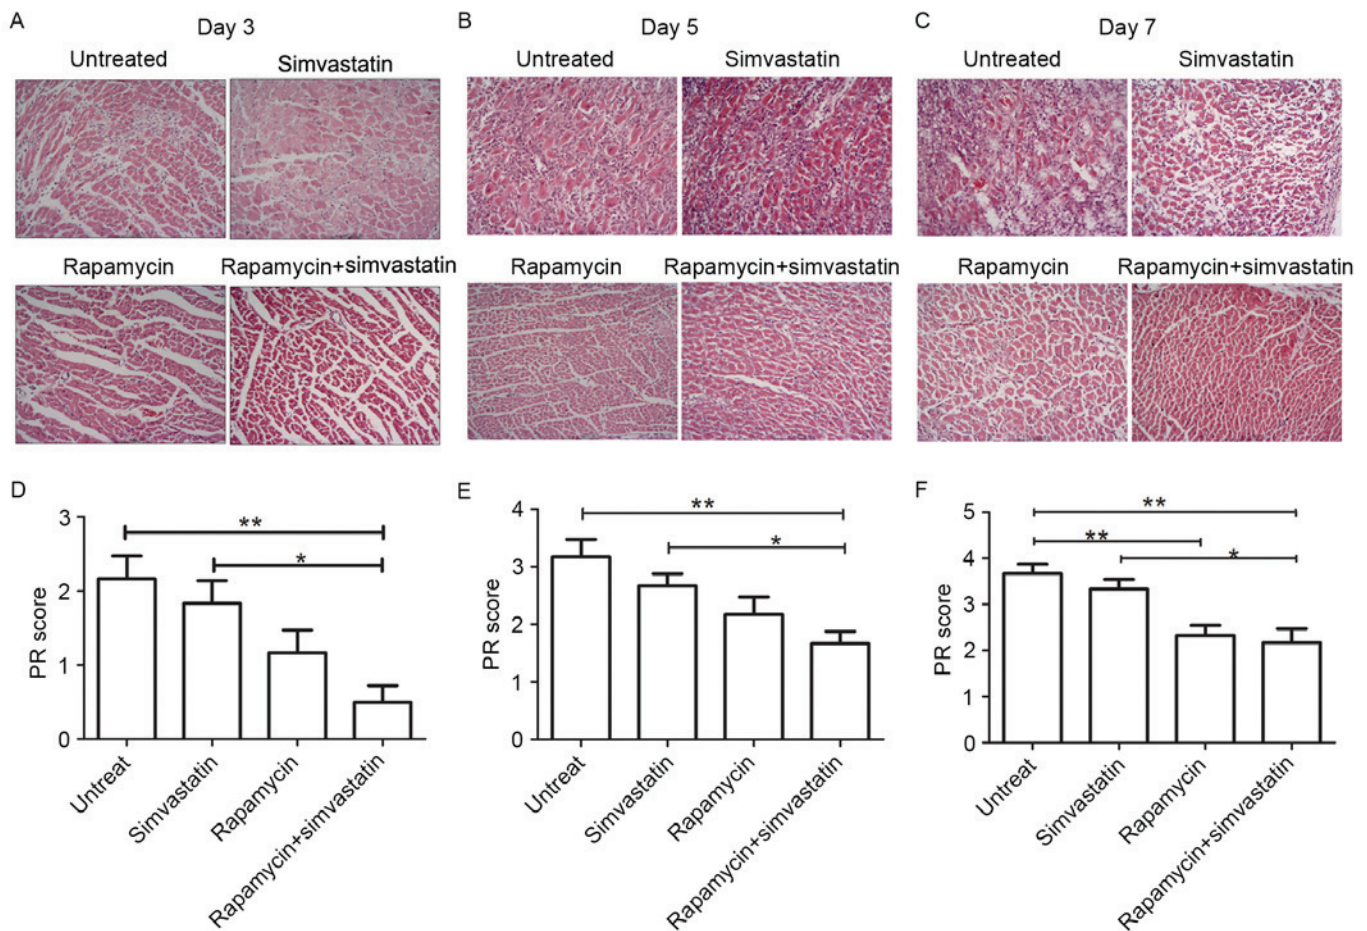 A
Day 3
Untreated
Simvastatin
Rapamycin
Rapamycin+simvastatin
B
Day 5
Untreated
Simvastatin
Rapamycin
Rapamycin+simvastatin
C
Day 7
Untreated
Simvastatin
Rapamycin
Rapamycin+simvastatin
D
PR score
3
2
1
0
**
*
Untreat
Simvastatin
Rapamycin
Rapamycin+simvastatin
E
PR score
4
3
2
1
0
**
*
Untreat
Simvastatin
Rapamycin
Rapamycin+simvastatin
F
PR score
5
4
3
2
1
0
**
**
*
Untreat
Simvastatin
Rapamycin
Rapamycin+simvastatin